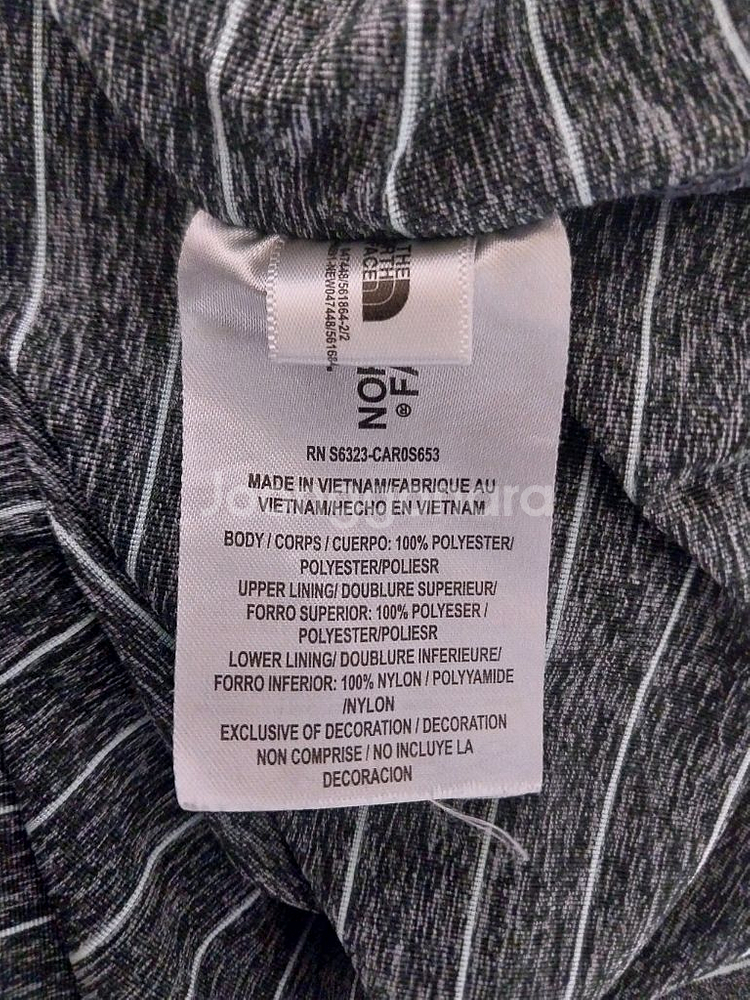 THE
NORTH
FACE
NOR
®
RN S6323-CAR0S653
MADE IN VIETNAM/FABRIQUE AU
VIETNAM/HECHO EN VIETNAM
BODY / CORPS / CUERPO: 100% POLYESTER/
POLYESTER/POLIESR
UPPER LINING/ DOUBLURE SUPERIEUR/
FORRO SUPERIOR: 100% POLYESER /
POLYESTER/POLIESR
LOWER LINING/ DOUBLURE INFERIEURE/
FORRO INFERIOR: 100% NYLON / POLYYAMIDE
/NYLON
EXCLUSIVE OF DECORATION / DECORATION
NON COMPRISE / NO INCLUYE LA
DECORACION